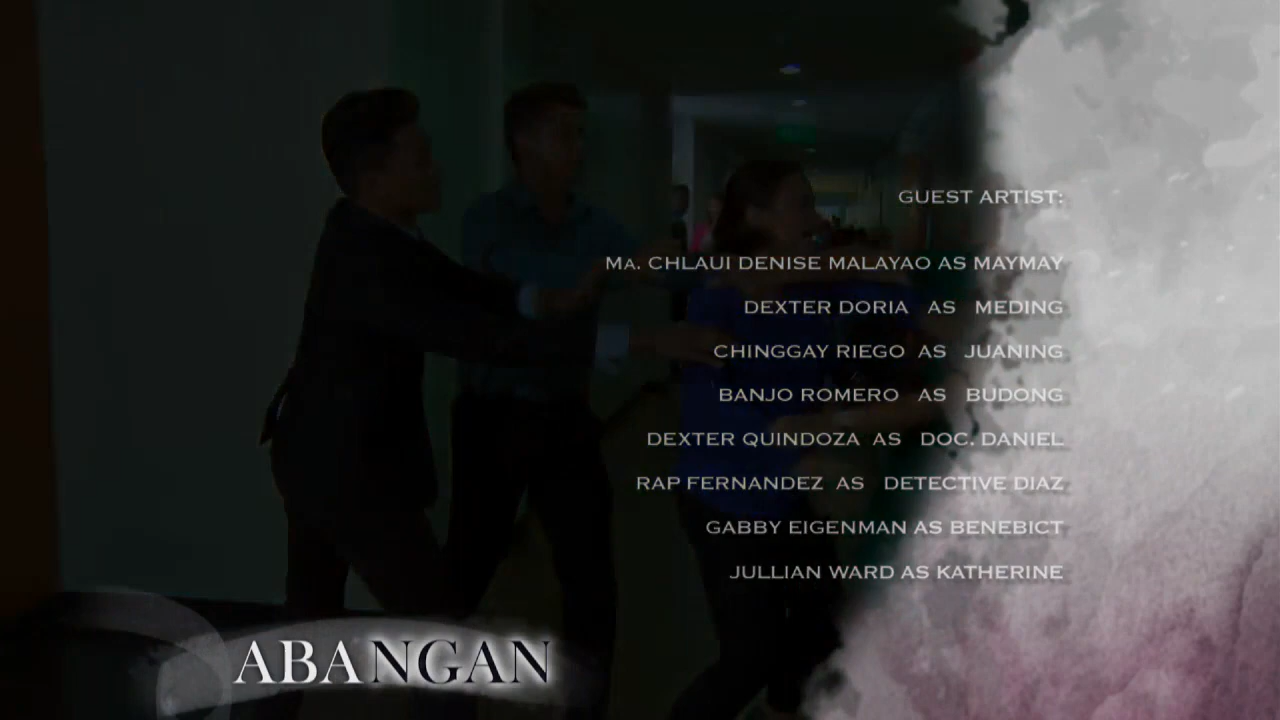 GUEST ARTIST:
MA. CHLAUI DENISE MALAYAO AS MAYMAY
DEXTER DORIA AS MEDING
CHINGGAY RIEGO AS JUANING
BANJO ROMERO AS BUDONG
DEXTER QUINDOZA AS DOC. DANIEL
RAP FERNANDEZ AS DETECTIVE DIAZ
GABBY EIGENMAN AS BENEBICT
JULLIAN WARD AS KATHERINE
ABANGAN